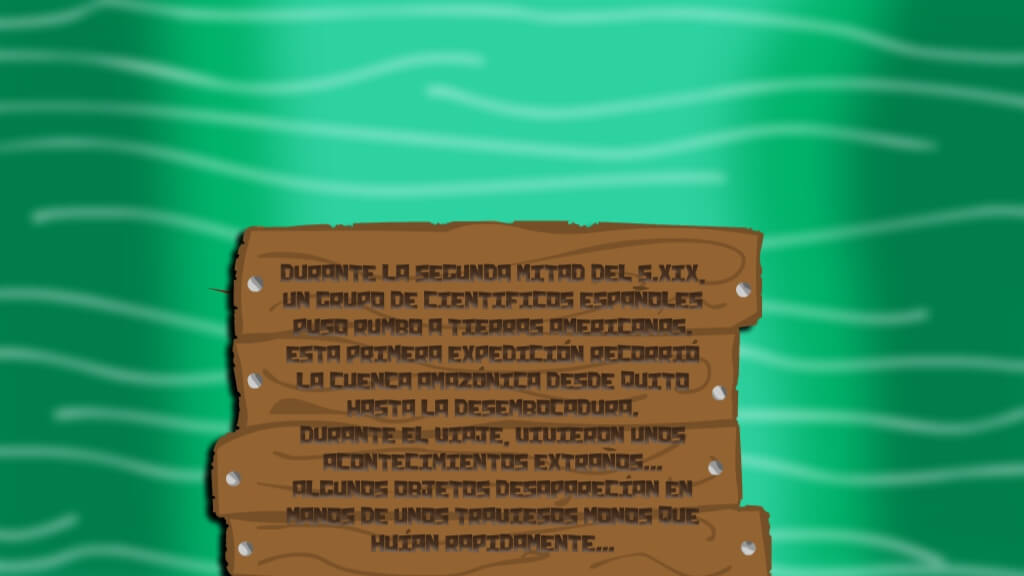 DURANTE LA SEGUNDA MITAD DEL S.XIX,
UN GRUPO DE CIENTIFICOS ESPAÑOLES
PUSO RUMBO A TIERRAS AMERICANAS.
ESTA PRIMERA EXPEDICIÓN RECORRIÓ
LA CUENCA AMAZÓNICA DESDE QUITO
HASTA LA DESEMBOCADURA.
DURANTE EL VIAJE, VIVIERON UNOS
ACONTECIMIENTOS EXTRAÑOS...
ALGUNOS OBJETOS DESAPARECÍAN EN
MANOS DE UNOS TRAVIESOS MONOS QUE
HUÍAN RAPIDAMENTE...